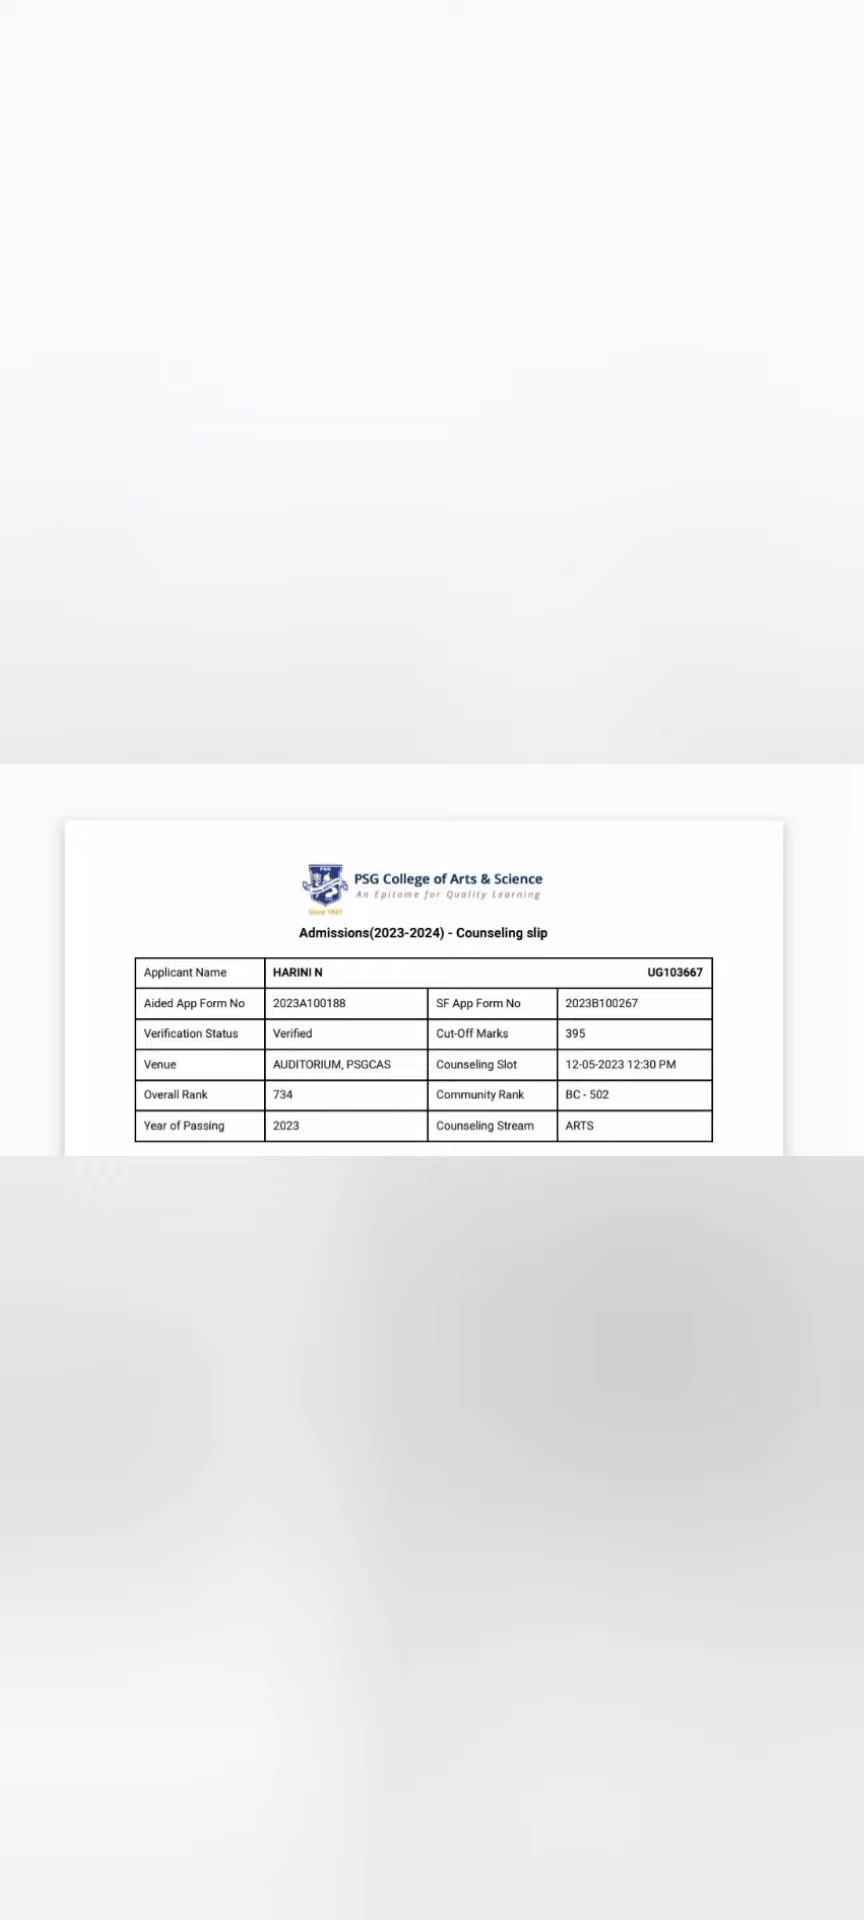 PSG College of Arts & Science
An Epitome for Quality Learning
Since 1947
Admissions(2023-2024) - Counseling slip
Applicant Name HARINI N UG103667
Aided App Form No 2023A100188 SF App Form No 2023B100267
Verification Status Verified Cut-Off Marks 395
Venue AUDITORIUM, PSGCAS Counseling Slot 12-05-2023 12:30 PM
Overall Rank 734 Community Rank BC - 502
Year of Passing 2023 Counseling Stream ARTS